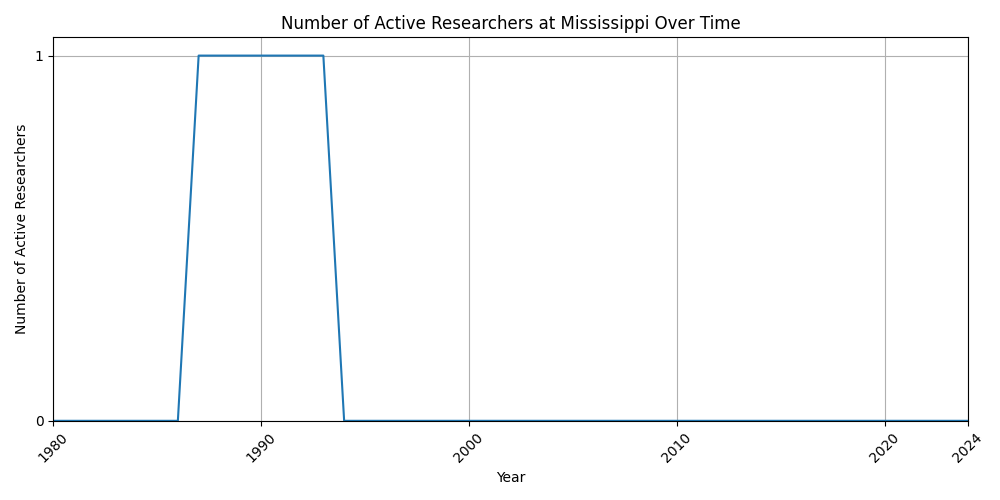 Number of Active Researchers at Mississippi Over Time
Number of Active Researchers
1
0
1980
1990
2000
2010
2020
2024
Year